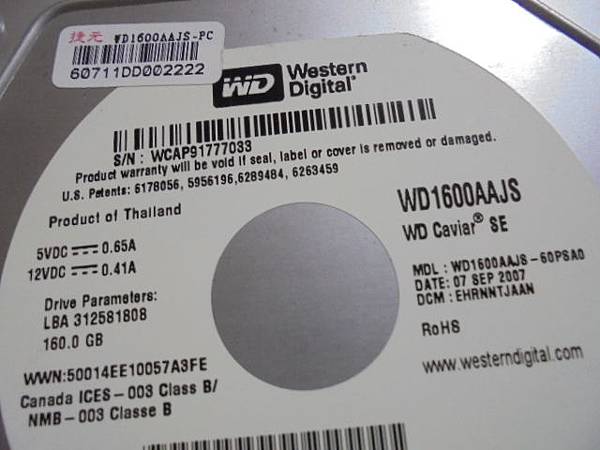 捷元 WD1600AAJS-PC
60711DD002222
WD Western
Digital
S/N : WCAP91777033
Product warranty will be void if seal, label or cover is removed or damaged.
U.S. Patents: 6178056, 5956196,6289484, 6263459
Product of Thailand
5VDC 0.65A
12VDC 0.41A
Drive Parameters:
LBA 312581808
160.0 GB
WWN:50014EE10057A3FE
Canada ICES-003 Class B/
NMB-003 Classe B
WD1600AAJS
WD Caviar® SE
MDL : WD1600AAJS-60PSA0
DATE: 07 SEP 2007
DCM : EHRNNTJAAN
RoHS
www.westerndigital.com